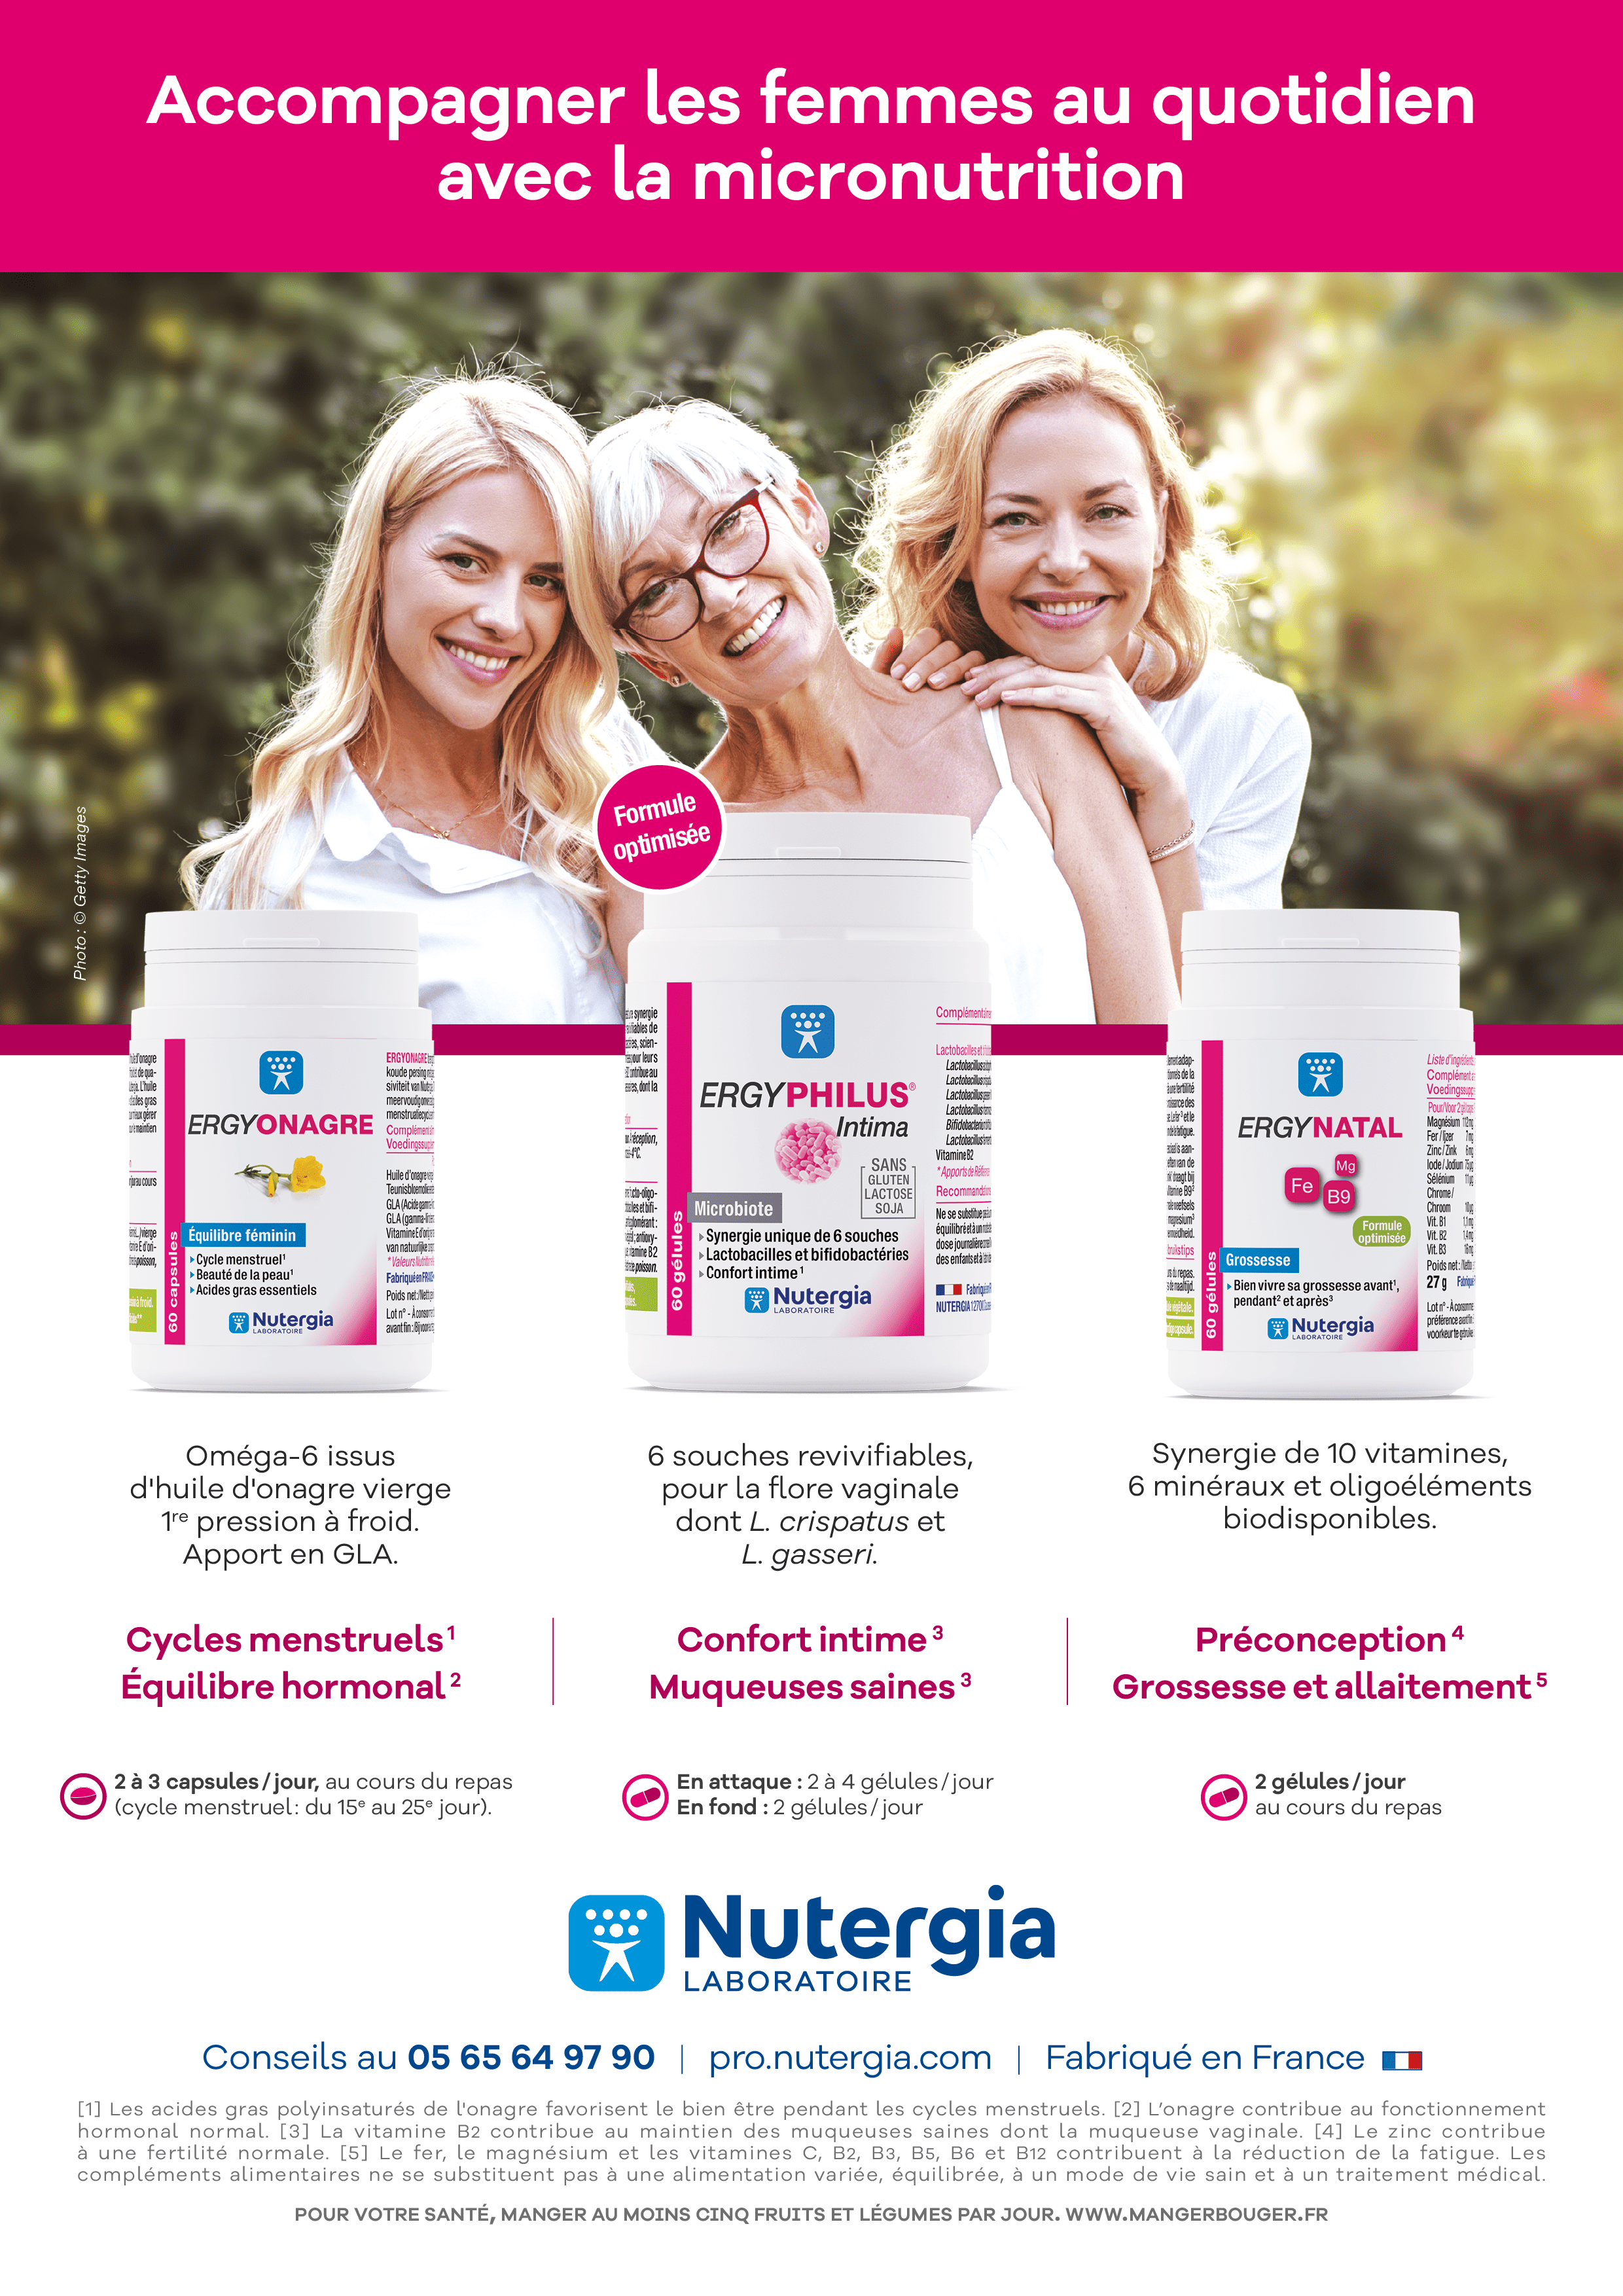 Accompagner les femmes au quotidien
avec la micronutrition
Photo : © Getty Images
Formule
optimisée
ERGYONAGRE
Équilibre féminin
Cycle menstruel¹
Beauté de la peau¹
Acides gras essentiels
60 capsules
Nutergia
LABORATOIRE
ERGYPHILUS®
Intima
SANS
GLUTEN
LACTOSE
SOJA
Microbiote
Synergie unique de 6 souches
Lactobacilles et bifidobactéries
Confort intime¹
60 gélules
Nutergia
LABORATOIRE
ERGYNATAL
Mg
Fe
B9
Formule
optimisée
Grossesse
Bien vivre sa grossesse avant¹,
pendant² et après³
60 gélules
Nutergia
LABORATOIRE
Oméga-6 issus
d'huile d'onagre vierge
1re pression à froid.
Apport en GLA.
6 souches revivifiables,
pour la flore vaginale
dont L. crispatus et
L. gasseri.
Synergie de 10 vitamines,
6 minéraux et oligoéléments
biodisponibles.
Cycles menstruels¹
Équilibre hormonal²
Confort intime³
Muqueuses saines³
Préconception⁴
Grossesse et allaitement⁵
2 à 3 capsules / jour, au cours du repas
(cycle menstruel : du 15e au 25e jour).
En attaque : 2 à 4 gélules / jour
En fond : 2 gélules / jour
2 gélules / jour
au cours du repas
Nutergia
LABORATOIRE
Conseils au 05 65 64 97 90 | pro.nutergia.com | Fabriqué en France
[1] Les acides gras polyinsaturés de l'onagre favorisent le bien être pendant les cycles menstruels. [2] L'onagre contribue au fonctionnement
hormonal normal. [3] La vitamine B2 contribue au maintien des muqueuses saines dont la muqueuse vaginale. [4] Le zinc contribue
à une fertilité normale. [5] Le fer, le magnésium et les vitamines C, B2, B3, B5, B6 et B12 contribuent à la réduction de la fatigue. Les
compléments alimentaires ne se substituent pas à une alimentation variée, équilibrée, à un mode de vie sain et à un traitement médical.
POUR VOTRE SANTÉ, MANGER AU MOINS CINQ FRUITS ET LÉGUMES PAR JOUR. WWW.MANGERBOUGER.FR